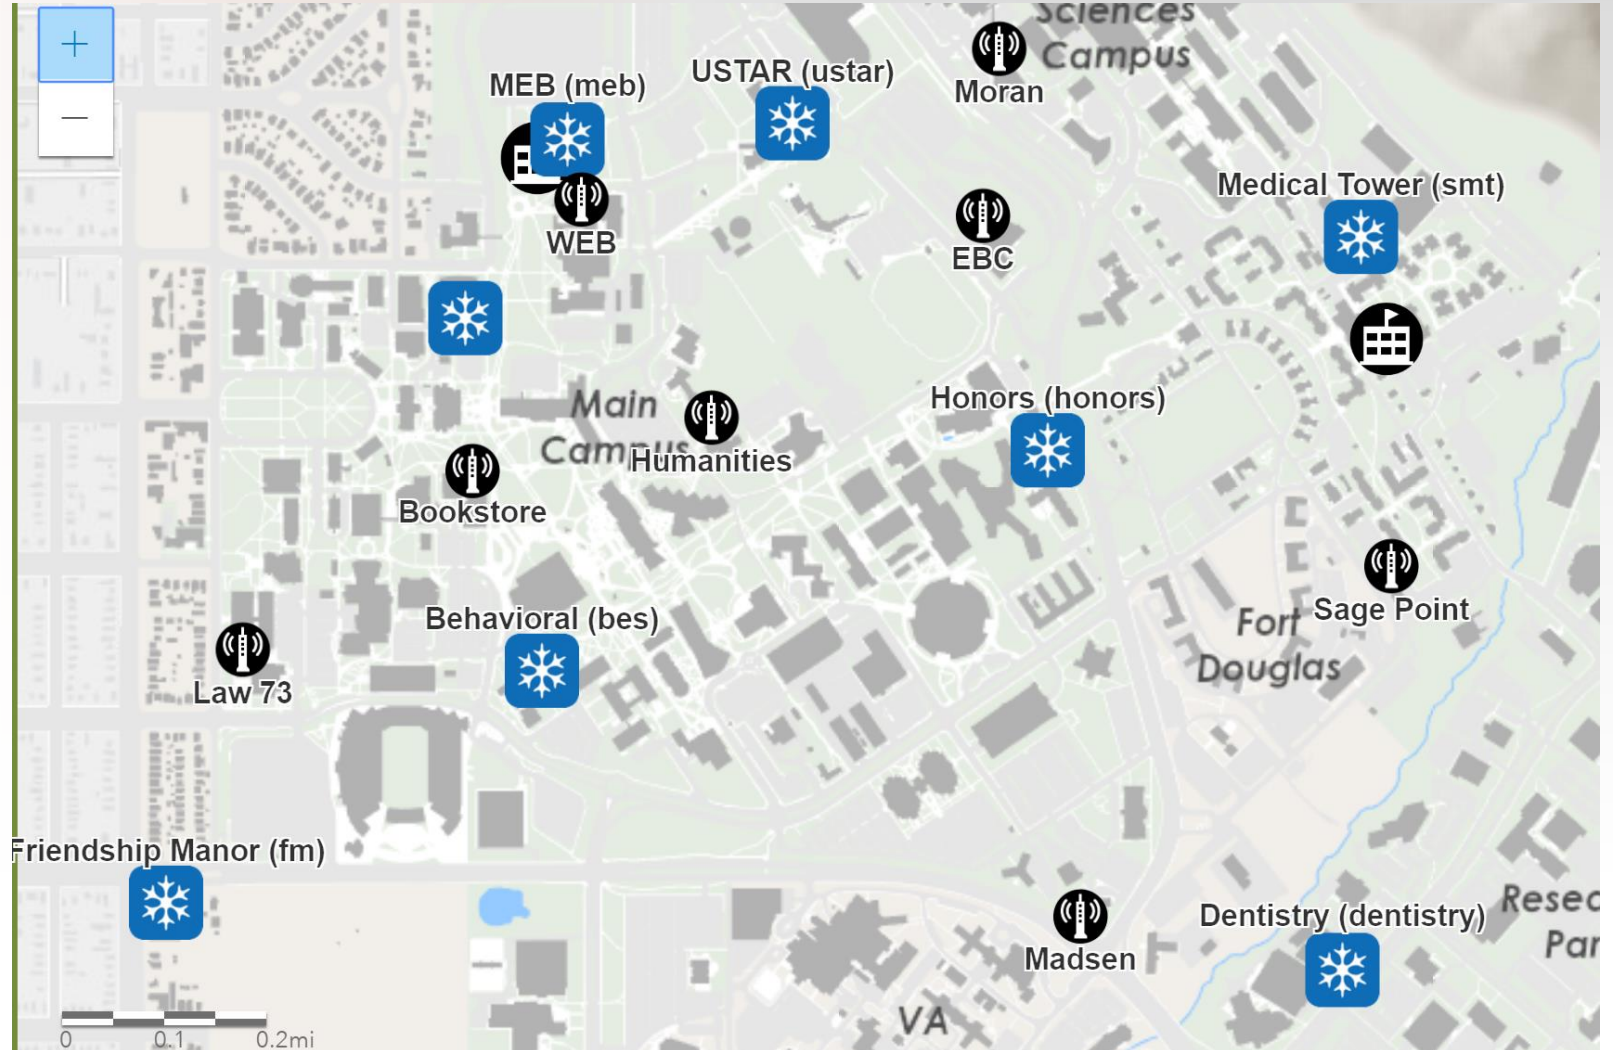 +
−
Sciences
Campus
MEB (meb)
USTAR (ustar)
Moran
Medical Tower (smt)
WEB
EBC
Main
Campus
Honors (honors)
Humanities
Bookstore
Sage Point
Behavioral (bes)
Fort
Douglas
Law 73
Friendship Manor (fm)
Dentistry (dentistry)
Resec
Par
Madsen
VA
0 0.1 0.2mi